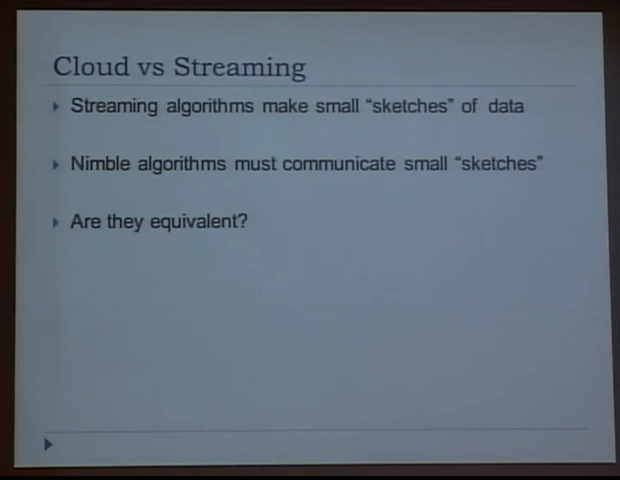 Cloud vs Streaming
Streaming algorithms make small “sketches” of data
Nimble algorithms must communicate small “sketches”
Are they equivalent?